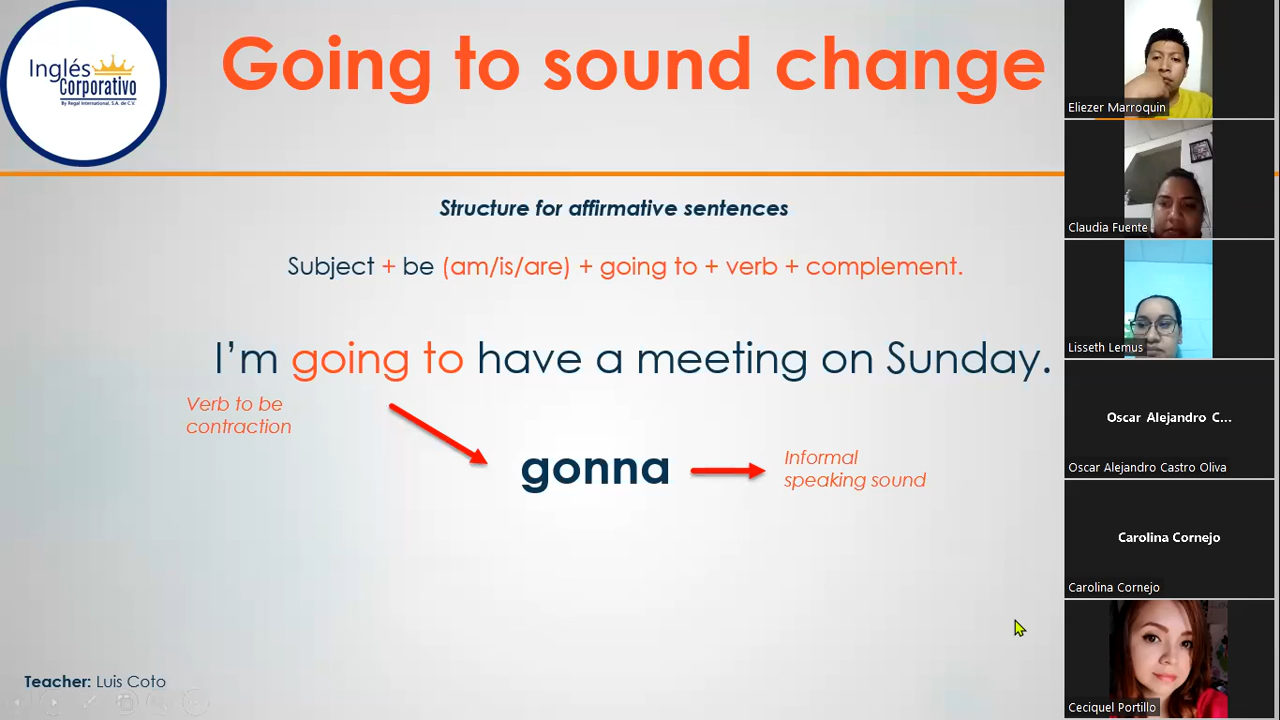 Inglés
Corporativo
By Regal International, S.A. de C.V.
Going to sound change
Structure for affirmative sentences
Subject + be (am/is/are) + going to + verb + complement.
I’m going to have a meeting on Sunday.
Verb to be
contraction
gonna
Informal
speaking sound
Teacher: Luis Coto
Eliezer Marroquin
Claudia Fuente
Lisseth Lemus
Oscar Alejandro C...
Oscar Alejandro Castro Oliva
Carolina Cornejo
Carolina Cornejo
Ceciquel Portillo